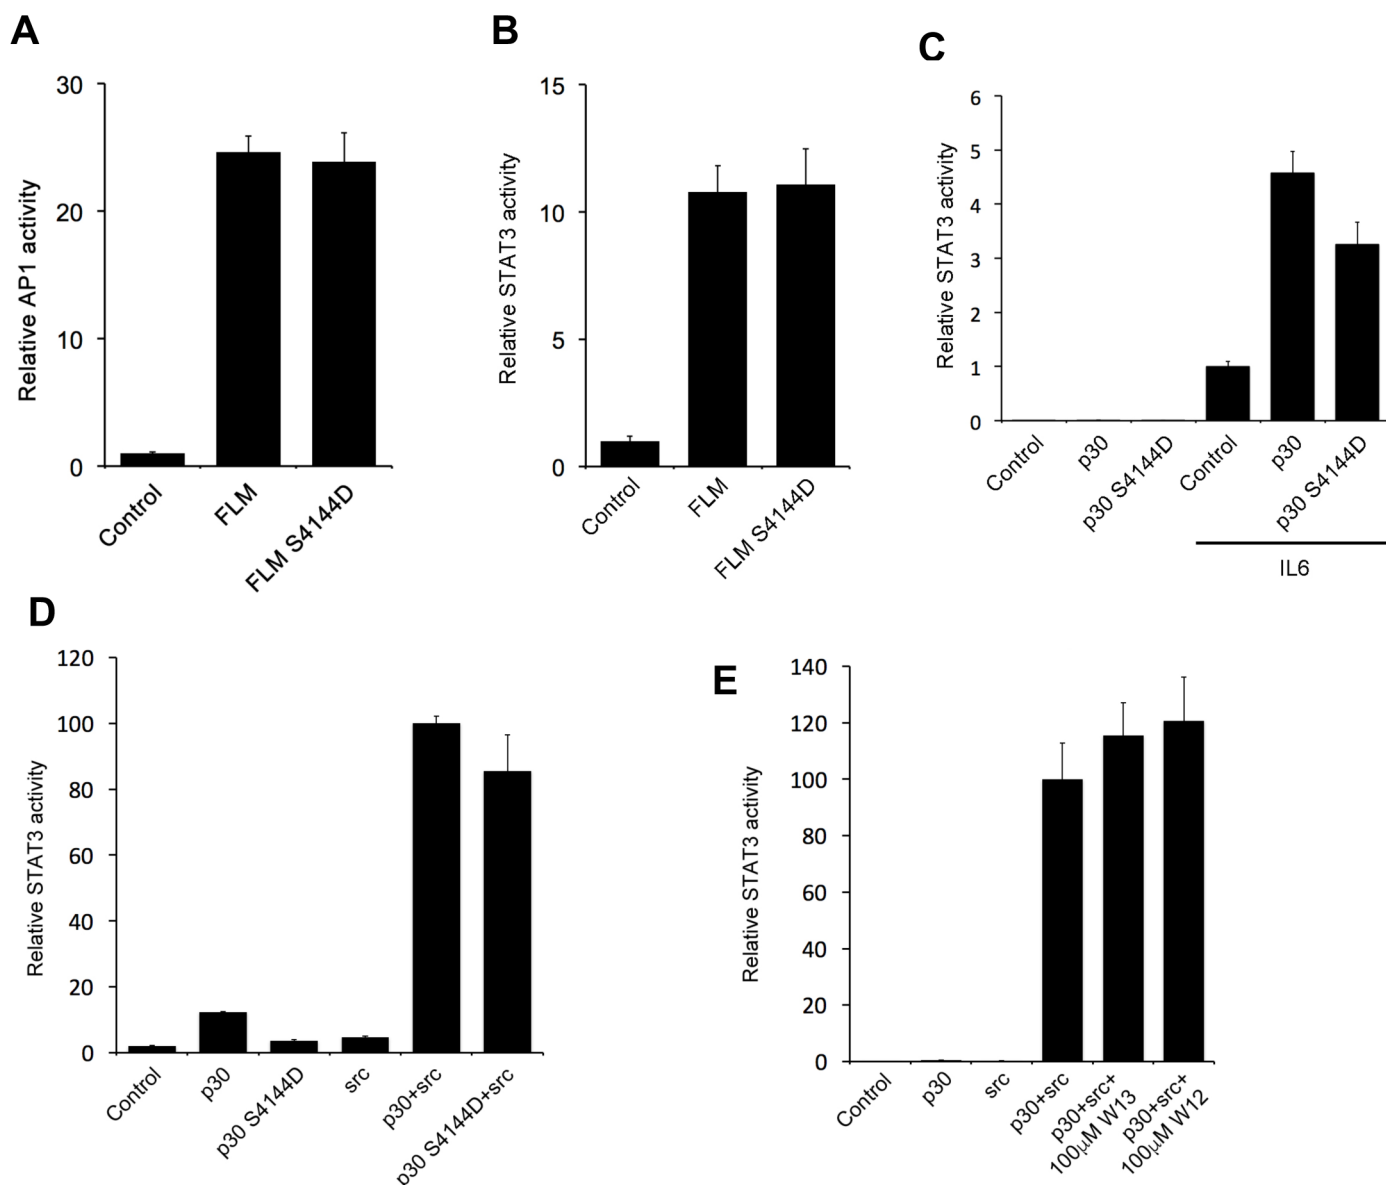 A
30
20
10
0
Relative AP1 activity
Control
FLM
FLM S4144D
B
15
10
5
0
Relative STAT3 activity
Control
FLM
FLM S4144D
C
6
5
4
3
2
1
0
Relative STAT3 activity
Control
p30
p30 S4144D
Control
p30
p30 S4144D
IL6
D
120
100
80
60
40
20
0
Relative STAT3 activity
Control
p30
p30 S4144D
src
p30+src
p30 S4144D+src
E
140
120
100
80
60
40
20
0
Relative STAT3 activity
Control
p30
src
p30+src
p30+src+
100μM W13
p30+src+
100μM W12